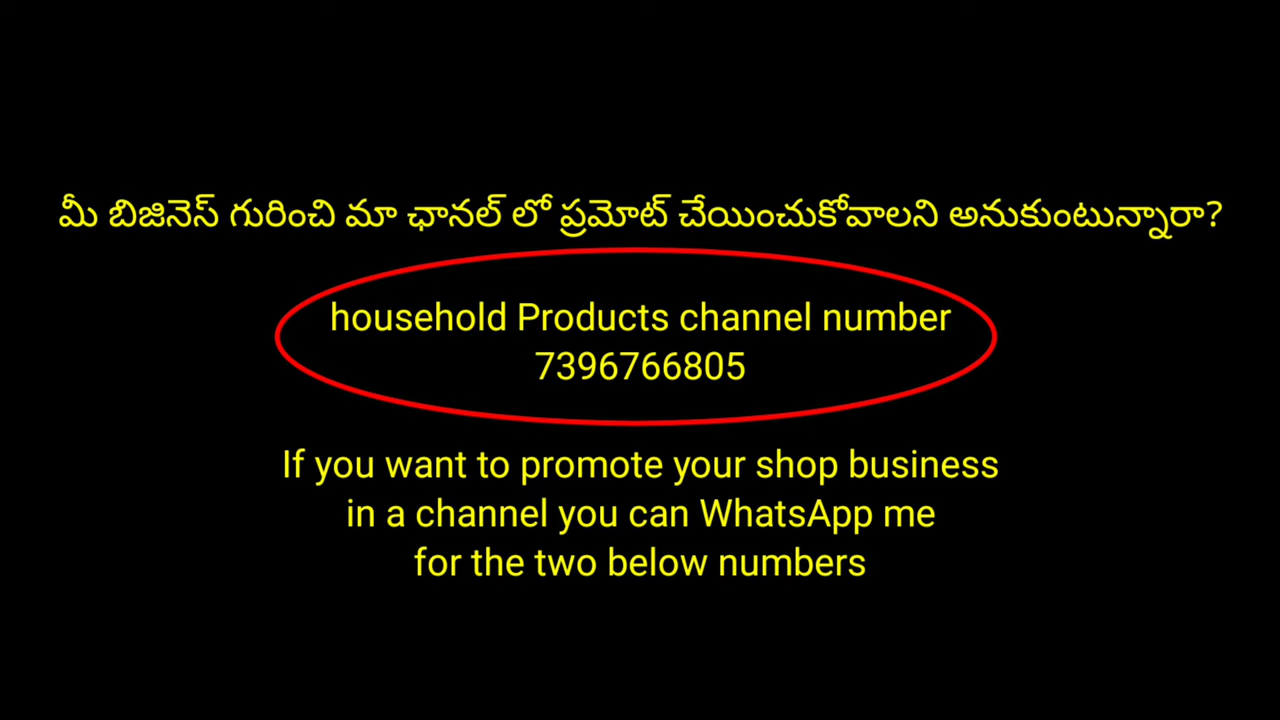 మీ బిజినెస్ గురించి మా ఛానల్ లో ప్రమోట్ చేయించుకోవాలని అనుకుంటున్నారా?
household Products channel number
7396766805
If you want to promote your shop business
in a channel you can WhatsApp me
for the two below numbers